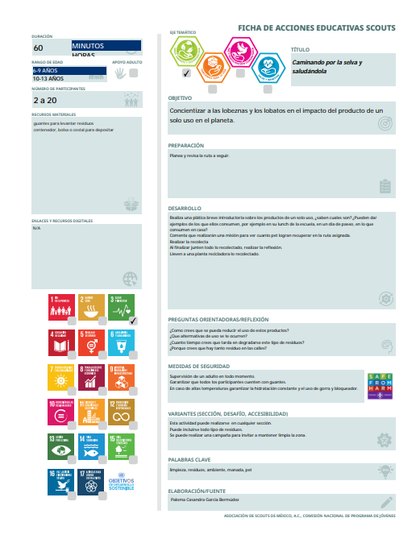 FICHA DE ACCIONES EDUCATIVAS SCOUTS
DURACIÓN
60
MINUTOS
HORAS
RANGO DE EDAD
APOYO ADULTO
6-9 AÑOS
10-13 AÑOS
NÚMERO DE PARTICIPANTES
2 a 20
RECURSOS MATERIALES
guantes para levantar residuos
contenedor, bolsa o costal para depositar
ENLACES Y RECURSOS DIGITALES
N/A
EJE TEMÁTICO
TÍTULO
Caminando por la selva y
saludándola
OBJETIVO
Concientizar a las lobeznas y los lobatos en el impacto del producto de un
solo uso en el planeta.
PREPARACIÓN
Planea y revisa la ruta a seguir.
DESARROLLO
Realiza una plática breve introductoria sobre los productos de un solo uso, ¿saben cuales son? ¿Pueden dar
ejemplos de los que ellos consumen, por ejemplo en su lunch de la escuela, en un día de paseo, en lo que
consumen en casa?
Comenta que realizarán una misión para ver cuanto pet logran recuperar en la ruta asignada.
Realizar la recolecta
Al finalizar junten todo lo recolectado, realizar la reflexión.
Lleven a una planta recicladora lo recolectado.
PREGUNTAS ORIENTADORAS/REFLEXIÓN
¿Como crees que se pueda reducir el uso de estos productos?
¿Que alternativas de uso se te ocurren?
¿Cuanto tiempo crees que tarda en degradarse este tipo de residuos?
¿Porque crees que hay tanto residuo en las calles?
MEDIDAS DE SEGURIDAD
Supervisión de un adulto en todo momento.
Garantizar que todos los participantes cuenten con guantes.
En caso de altas temperaturas garantizar la hidratación constante y el uso de gorra y bloqueador.
SAFE
FROM
HARM
VARIANTES (SECCIÓN, DESAFÍO, ACCESIBILIDAD)
Esta actividad puede realizarse en cualquier sección.
Puede incluirse todo tipo de residuos.
Se puede realizar una campaña para invitar a mantener limpia la zona.
PALABRAS CLAVE
limpieza, residuos, ambiente, manada, pet
ELABORACIÓN/FUENTE
Paloma Casandra García Bermudez
OBJETIVOS
ASOCIACIÓN DE SCOUTS DE MÉXICO, A.C., COMISIÓN NACIONAL DE PROGRAMA DE JÓVENES